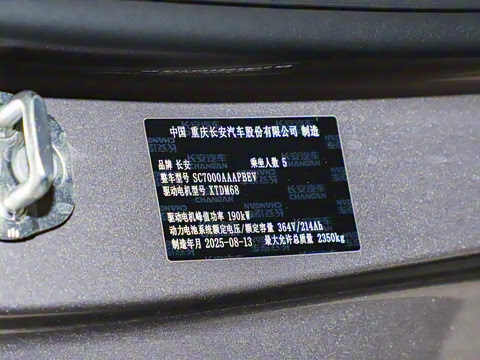 中国 重庆长安汽车股份有限公司 制造
品牌 长安 乘坐人数 5
整车型号 SC7000AAAPBEV
驱动电机型号 XTDM68
驱动电机峰值功率 190kW
动力电池系统额定电压/额定容量 364V/214Ah
制造年月 2025-08-13 最大允许总质量 2350kg